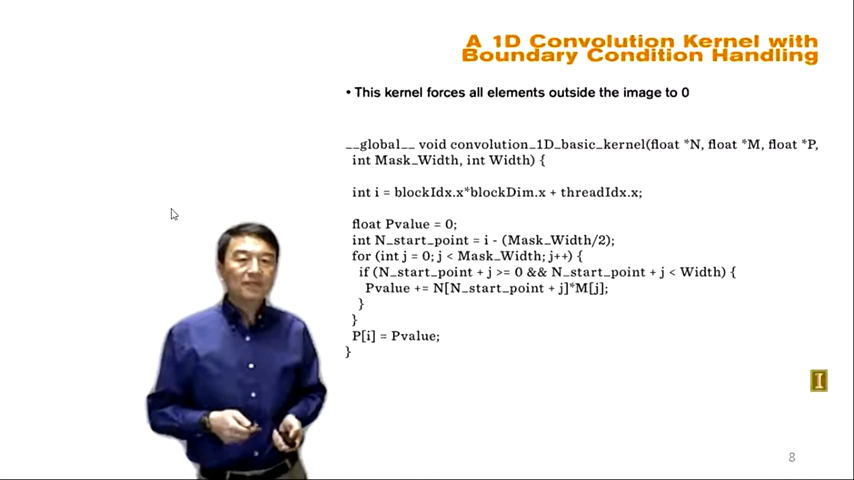 A 1D Convolution Kernel with
Boundary Condition Handling
• This kernel forces all elements outside the image to 0
__global__ void convolution_1D_basic_kernel(float *N, float *M, float *P,
int Mask_Width, int Width) {
int i = blockIdx.x*blockDim.x + threadIdx.x;
float Pvalue = 0;
int N_start_point = i - (Mask_Width/2);
for (int j = 0; j < Mask_Width; j++) {
if (N_start_point + j >= 0 && N_start_point + j < Width) {
Pvalue += N[N_start_point + j]*M[j];
}
}
P[i] = Pvalue;
}
I
8